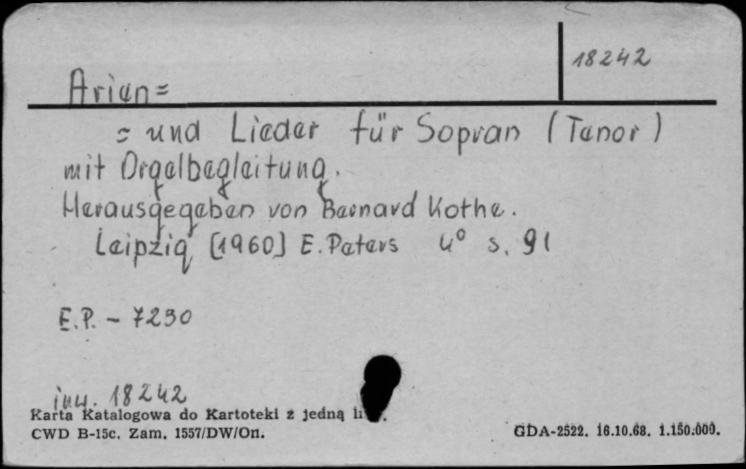 18242
Arien=
= und Lieder für Sopran (Tenor)
mit Orgelbegleitung.
Herausgegeben von Bernard Kothe.
Leipzig [1960] E. Peters 4° s. 91
E.P. – 7230
inw. 18242
Karta Katalogowa do Kartoteki z jedną
CWD B-15c. Zam. 1557/DW/On. GDA-2522. 16.10.68. 1.150.000.